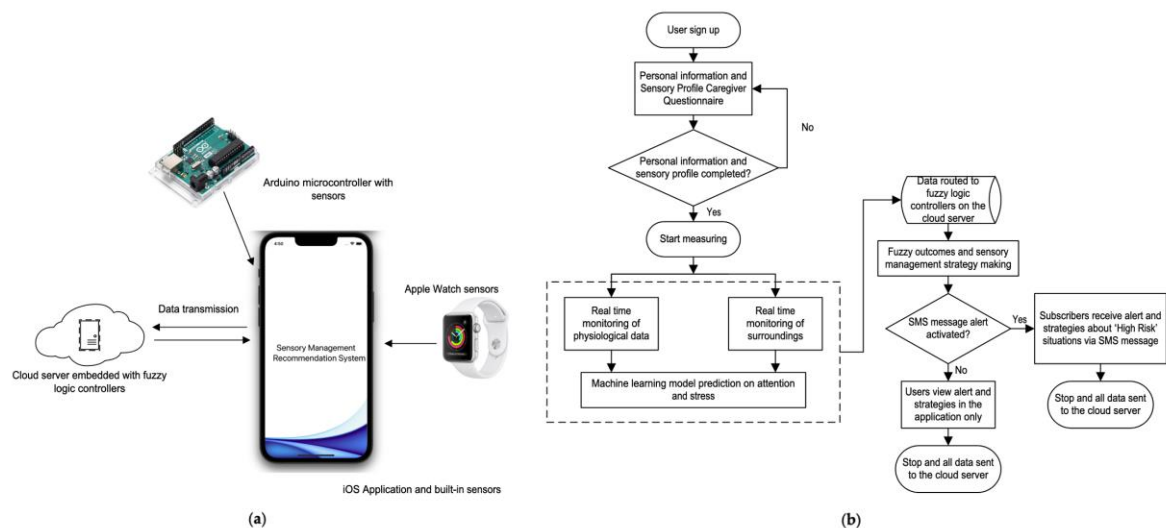 Arduino microcontroller with
sensors
Data transmission
Cloud server embedded with fuzzy
logic controllers
4:53
Sensory Management
Recommendation System
Apple Watch sensors
iOS Application and built-in sensors
(a)
User sign up
Personal information and
Sensory Profile Caregiver
Questionnaire
No
Personal information and
sensory profile completed?
Yes
Start measuring
Real time
monitoring of
physiological data
Real time
monitoring of
surroundings
Machine learning model prediction on attention
and stress
Data routed to
fuzzy logic
controllers on the
cloud server
Fuzzy outcomes and sensory
management strategy making
SMS message alert
activated?
Yes
Subscribers receive alert and
strategies about ‘High Risk’
situations via SMS message
Stop and all data sent
to the cloud server
No
Users view alert and
strategies in the
application only
Stop and all data sent
to the cloud server
(b)